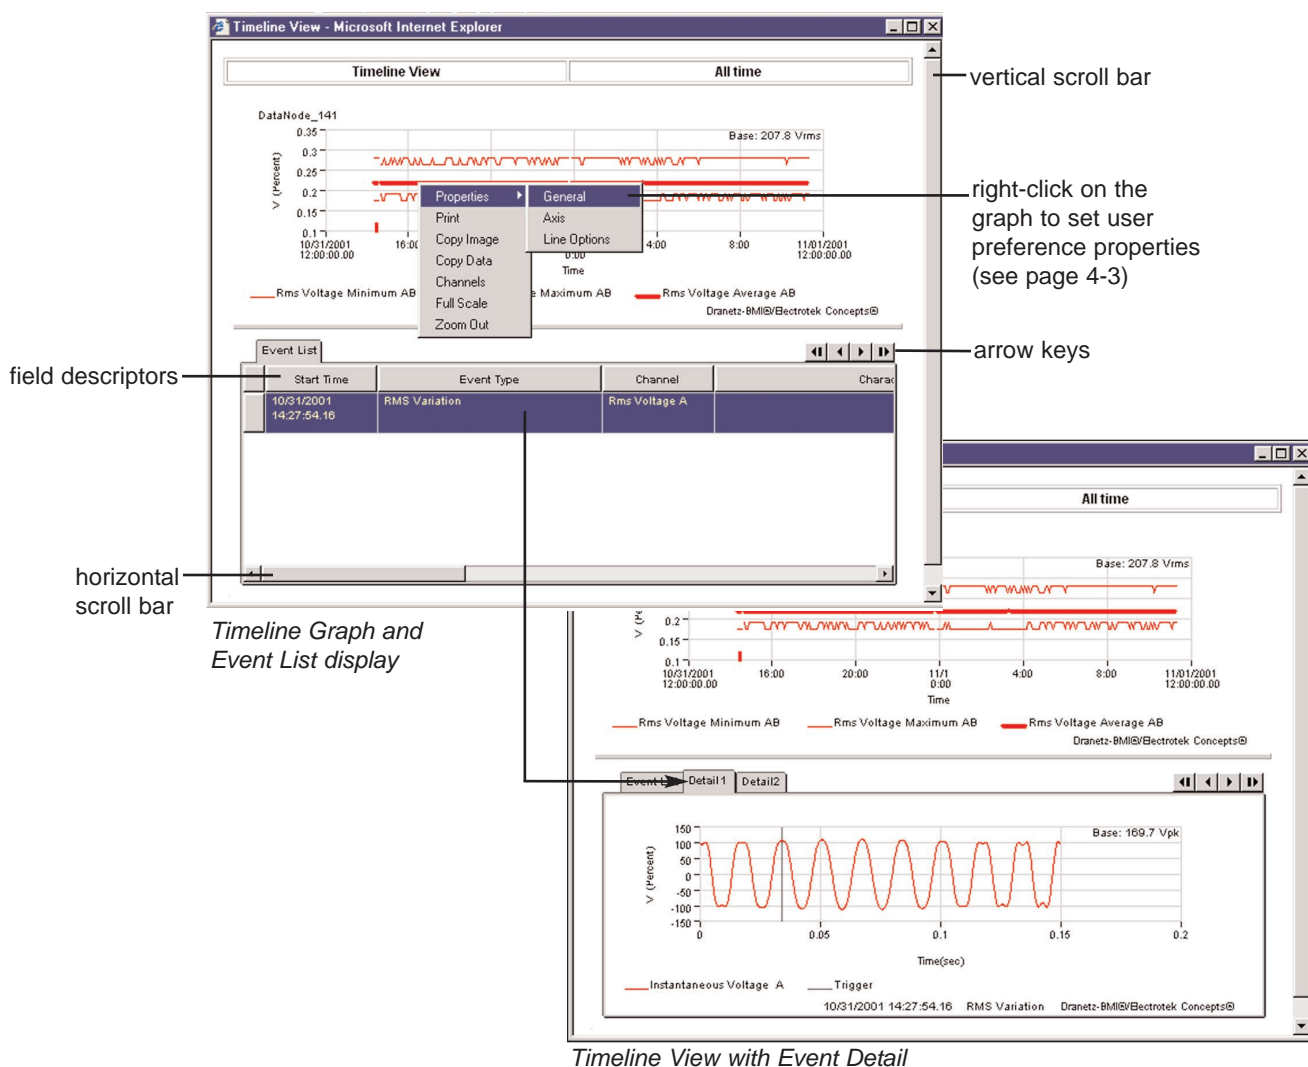 Timeline View - Microsoft Internet Explorer
Timeline View
All time
vertical scroll bar
DataNode_141
Base: 207.8 Vrms
V (Percent)
0.35
0.3
0.25
0.2
0.15
0.1
10/31/2001
12:00:00.00
16:00
0:00
4:00
8:00
11/01/2001
12:00:00.00
Time
Properties
Print
Copy Image
Copy Data
Channels
Full Scale
Zoom Out
General
Axis
Line Options
right-click on the
graph to set user
preference properties
(see page 4-3)
Rms Voltage Minimum AB
Maximum AB
Rms Voltage Average AB
Dranetz-BMI®/Electrotek Concepts®
Event List
arrow keys
field descriptors
Start Time
Event Type
Channel
Charac
10/31/2001
14:27:54.16
RMS Variation
Rms Voltage A
horizontal
scroll bar
Timeline Graph and
Event List display
All time
Base: 207.8 Vrms
V (Pe
0.2
0.15
0.1
10/31/2001
12:00:00.00
16:00
20:00
11/1
0:00
4:00
8:00
11/01/2001
12:00:00.00
Time
Rms Voltage Minimum AB
Rms Voltage Maximum AB
Rms Voltage Average AB
Dranetz-BMI®/Electrotek Concepts®
Event L
Detail1
Detail2
Base: 169.7 Vpk
V (Percent)
150
100
50
0
-50
-100
-150
0
0.05
0.1
0.15
0.2
Time(sec)
Instantaneous Voltage A
Trigger
10/31/2001 14:27:54.16 RMS Variation Dranetz-BMI®/Electrotek Concepts®
Timeline View with Event Detail